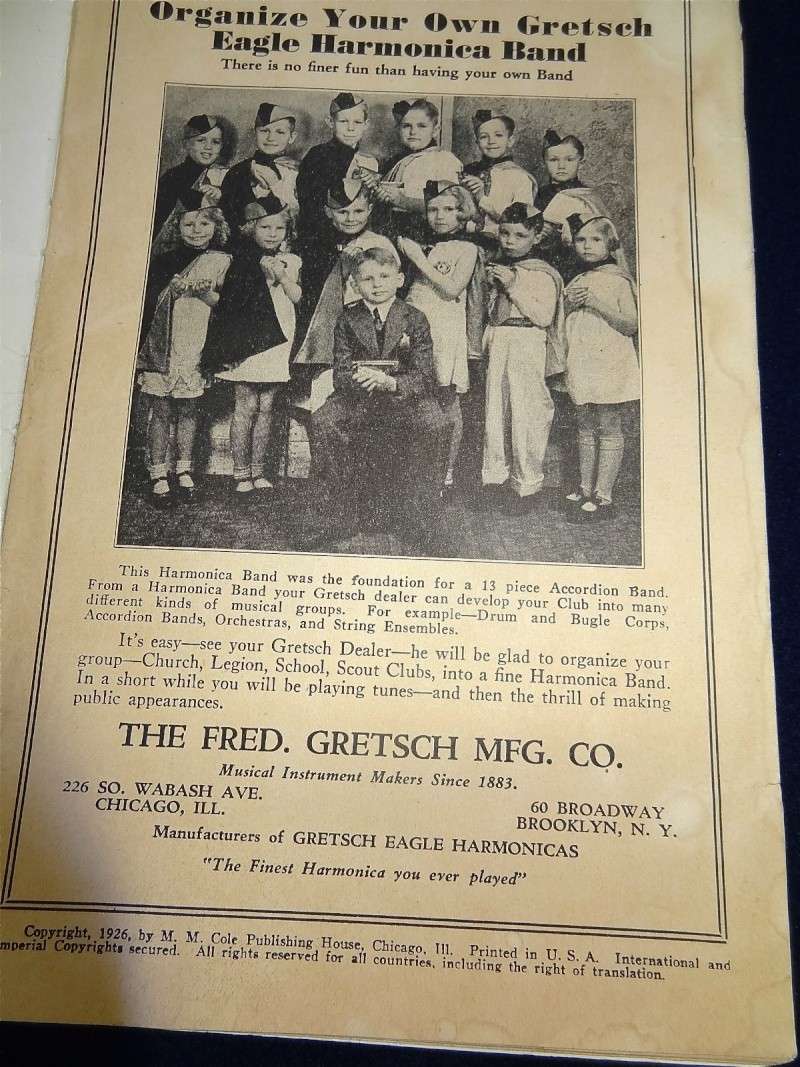 Organize Your Own Gretsch
Eagle Harmonica Band
There is no finer fun than having your own Band
This Harmonica Band was the foundation for a 13 piece Accordion Band.
From a Harmonica Band your Gretsch dealer can develop your Club into many
different kinds of musical groups. For example—Drum and Bugle Corps,
Accordion Bands, Orchestras, and String Ensembles.
It's easy—see your Gretsch Dealer—he will be glad to organize your
group—Church, Legion, School, Scout Clubs, into a fine Harmonica Band.
In a short while you will be playing tunes—and then the thrill of making
public appearances.
THE FRED. GRETSCH MFG. CO.
Musical Instrument Makers Since 1883.
226 SO. WABASH AVE.
CHICAGO, ILL.
60 BROADWAY
BROOKLYN, N. Y.
Manufacturers of GRETSCH EAGLE HARMONICAS
"The Finest Harmonica you ever played"
Copyright, 1926, by M. M. Cole Publishing House, Chicago, Ill. Printed in U. S. A. International and
mperial Copyrights secured. All rights reserved for all countries, including the right of translation.